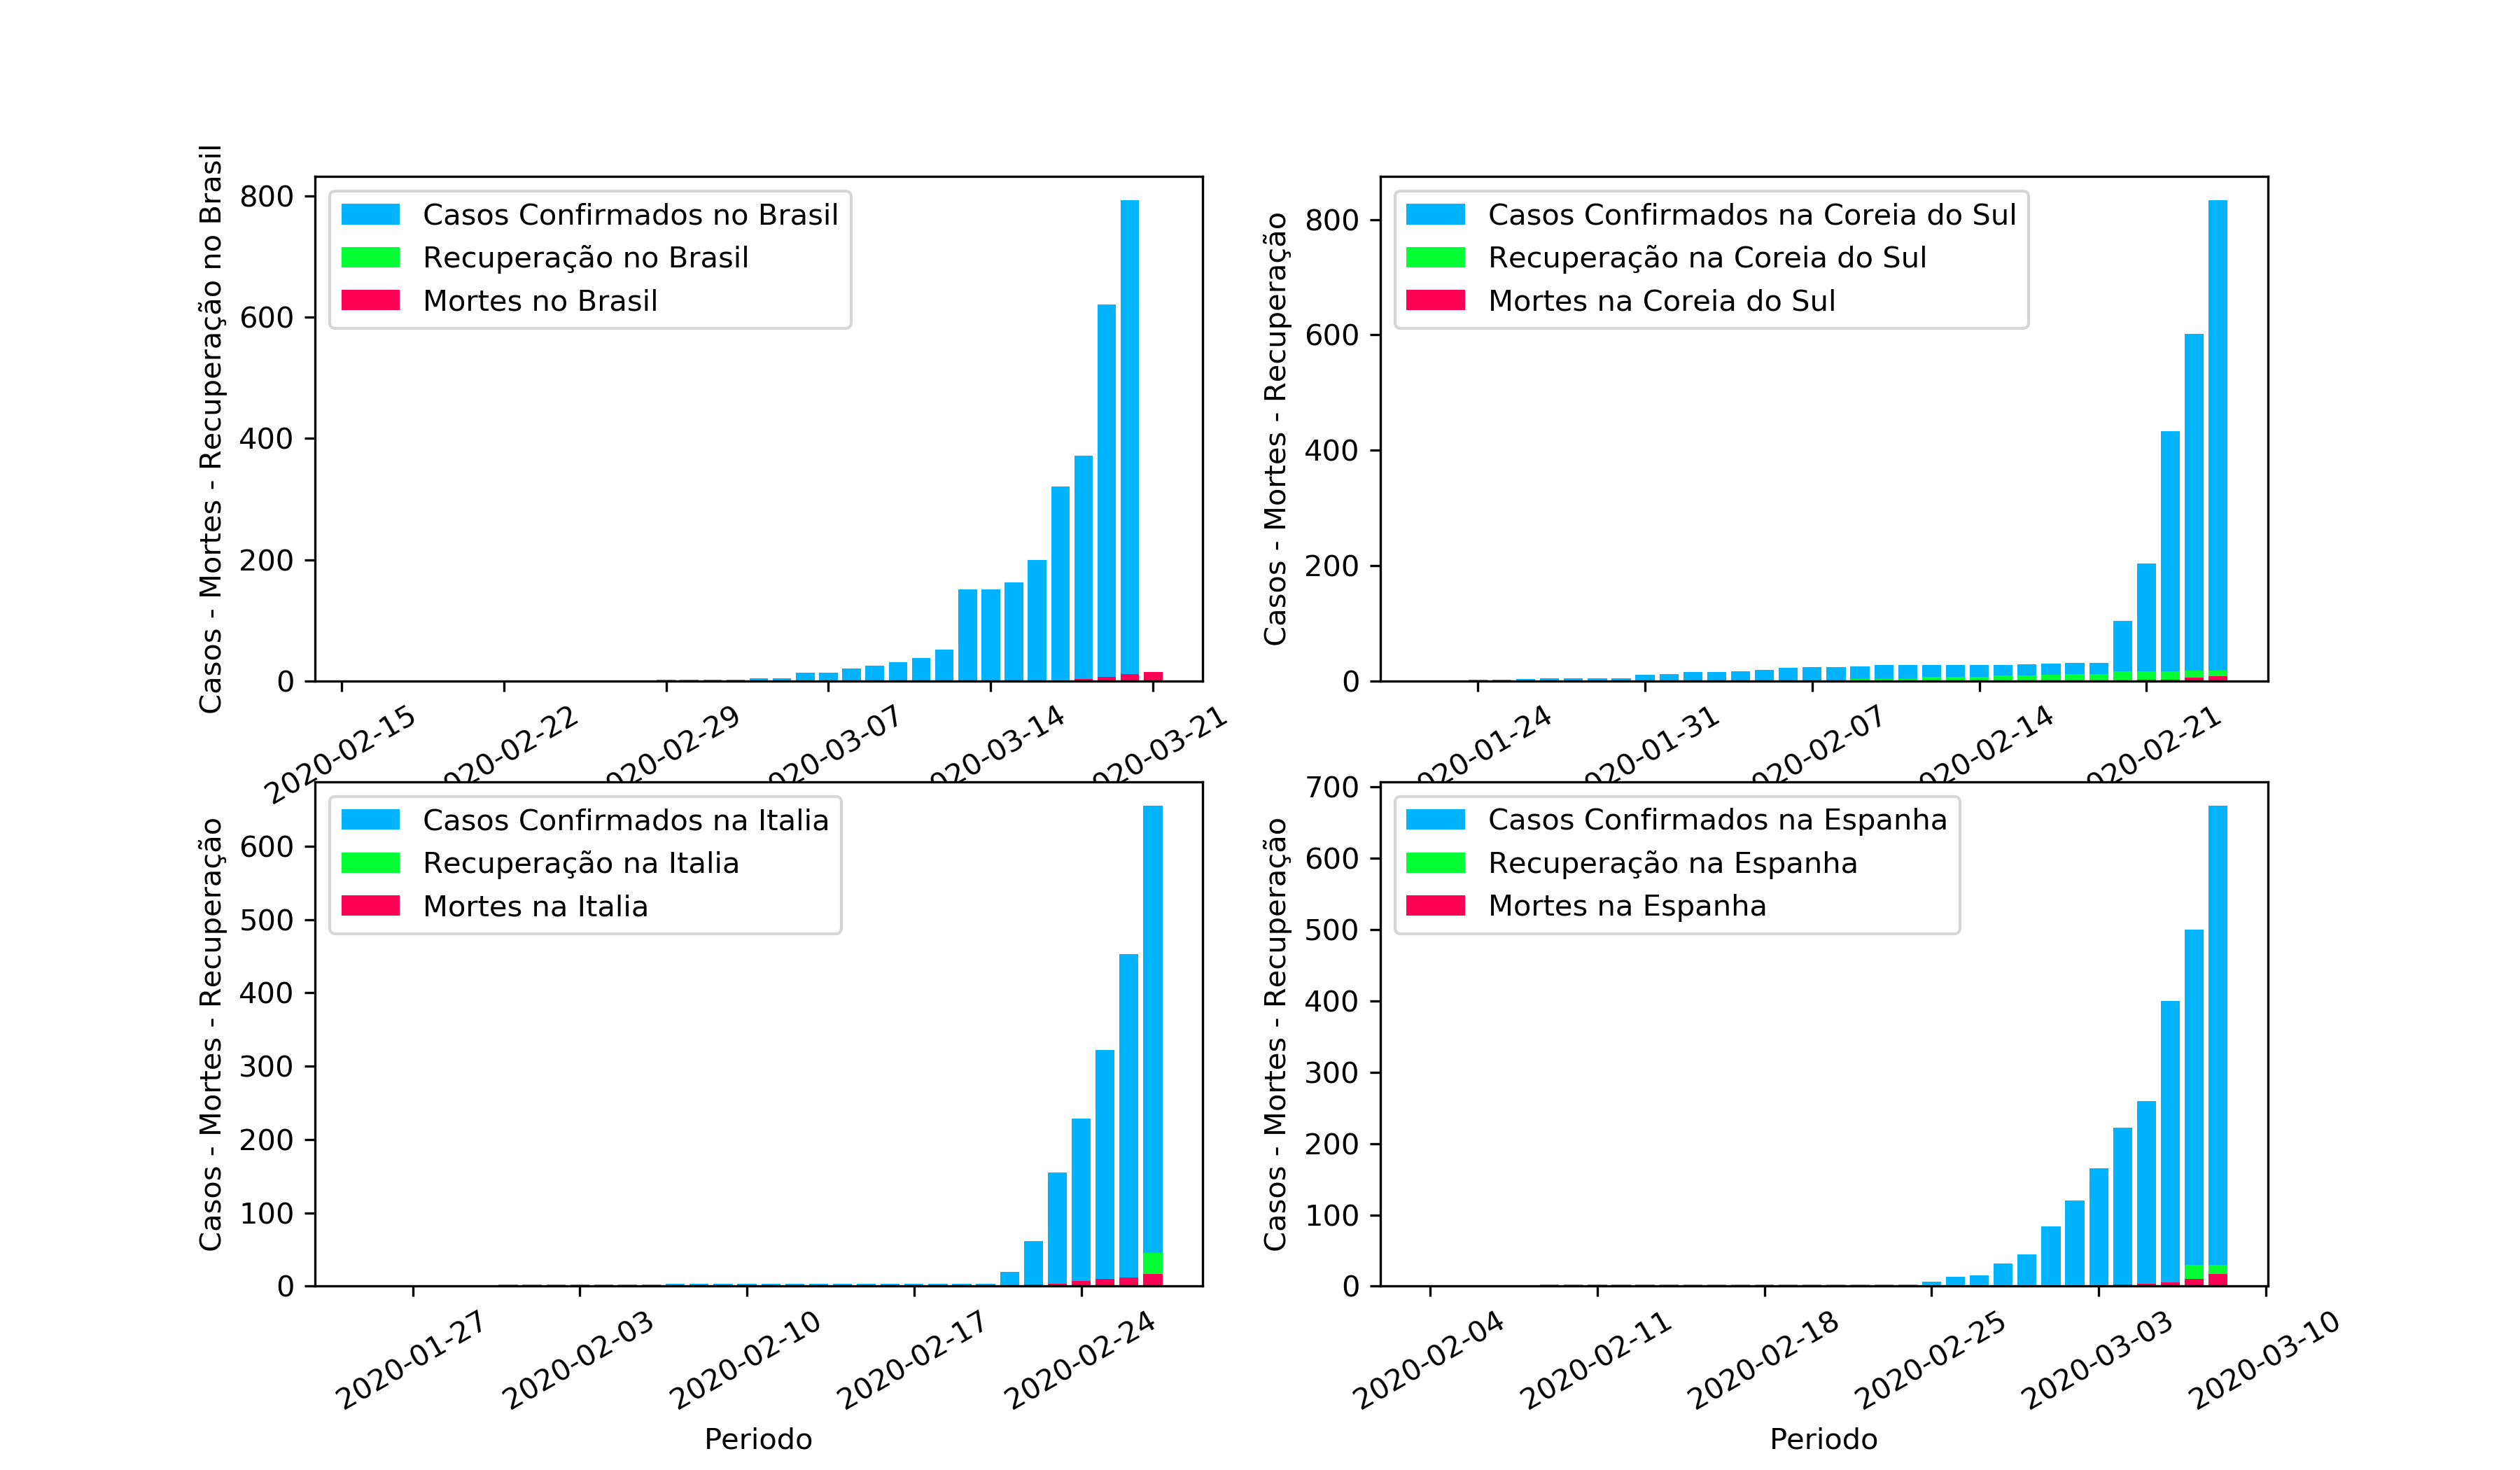 Casos - Mortes - Recuperação no Brasil
800
600
400
200
0
Casos Confirmados no Brasil
Recuperação no Brasil
Mortes no Brasil
2020-02-15
020-02-22
020-02-29
020-03-07
020-03-14
020-03-21
Casos - Mortes - Recuperação
800
600
400
200
0
Casos Confirmados na Coreia do Sul
Recuperação na Coreia do Sul
Mortes na Coreia do Sul
020-01-24
020-01-31
020-02-07
020-02-14
020-02-21
Casos - Mortes - Recuperação
600
500
400
300
200
100
0
Casos Confirmados na Italia
Recuperação na Italia
Mortes na Italia
2020-01-27
2020-02-03
2020-02-10
2020-02-17
2020-02-24
Periodo
Casos - Mortes - Recuperação
700
600
500
400
300
200
100
0
Casos Confirmados na Espanha
Recuperação na Espanha
Mortes na Espanha
2020-02-04
2020-02-11
2020-02-18
2020-02-25
2020-03-03
2020-03-10
Periodo